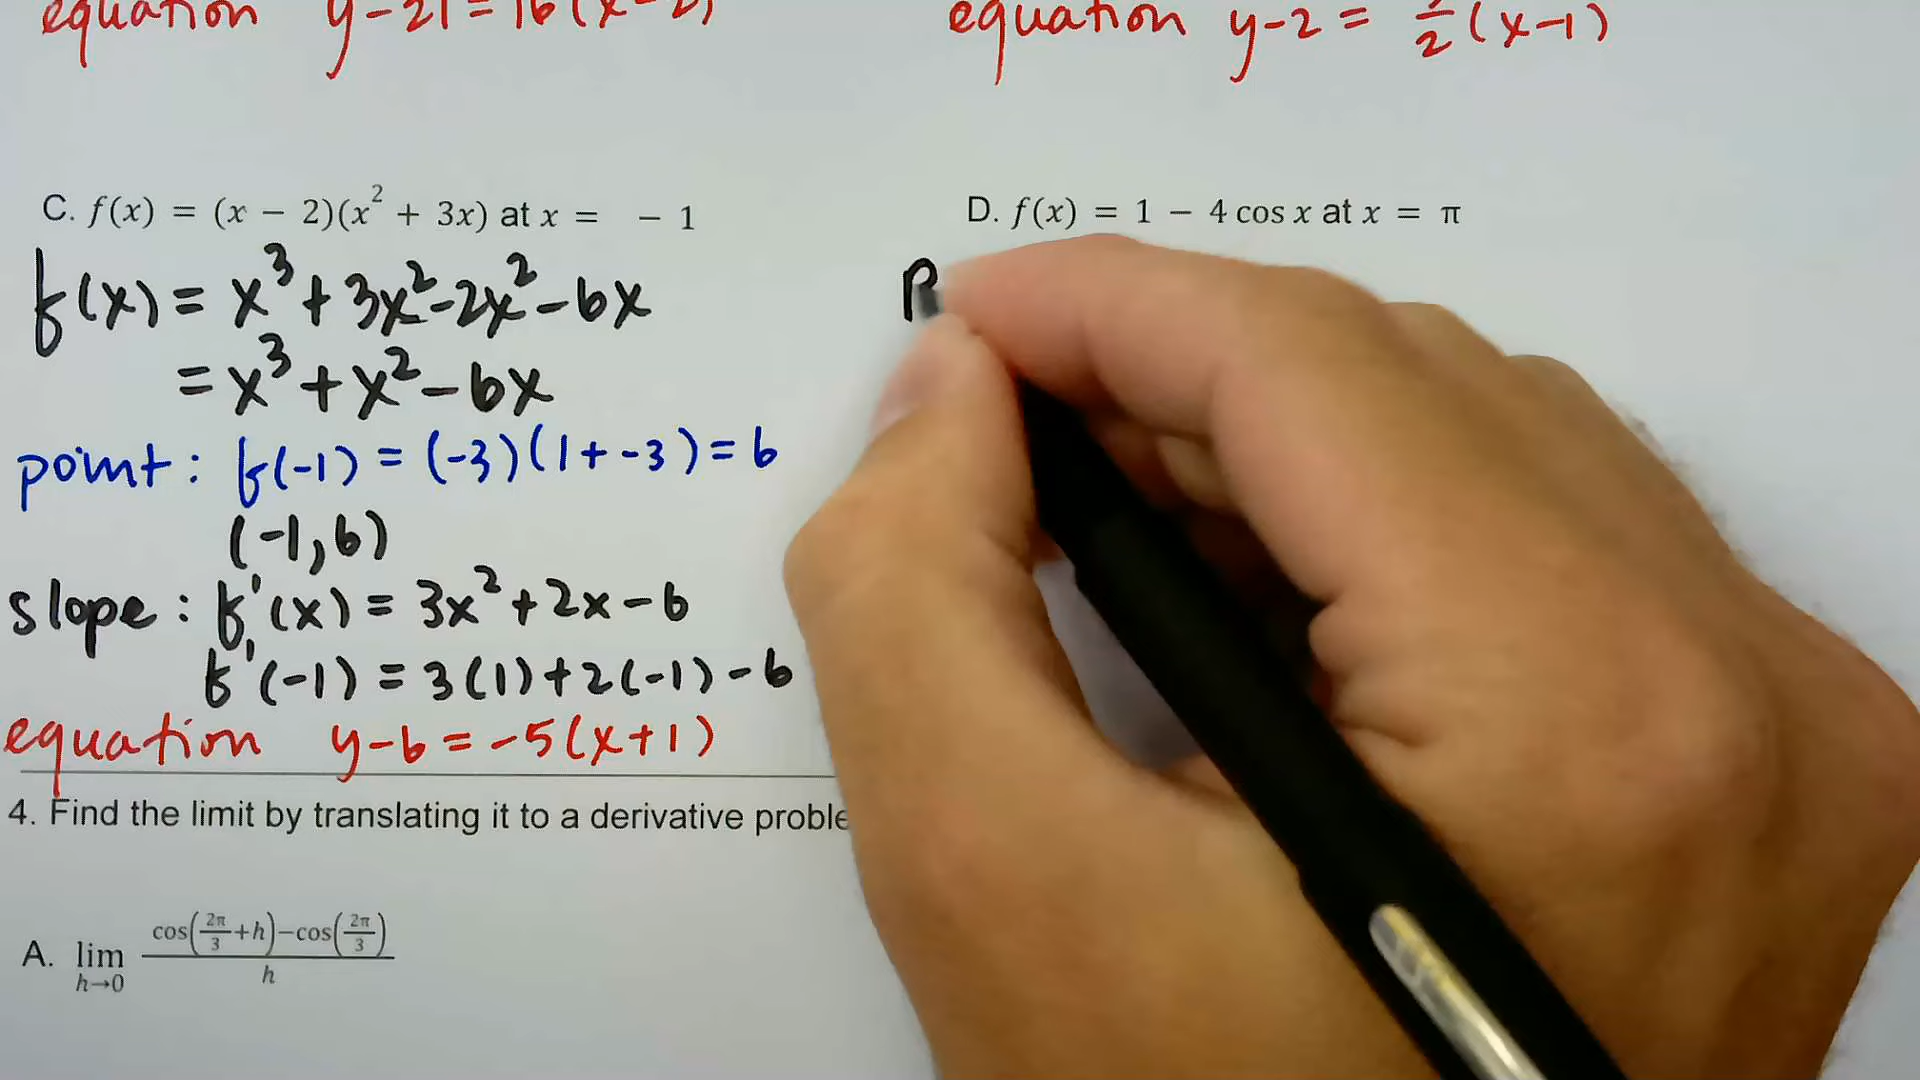 equation y-21=16(x-2)
equation y-2= /2(x-1)
C. f(x) = (x − 2)(x² + 3x) at x = − 1
f(x)=x³+3x²-2x²-6x
=x³+x²-6x
point: f(-1)=(-3)(1+-3)=6
(-1,6)
slope: f'(x)=3x²+2x-6
f'(-1)=3(1)+2(-1)-6
equation y-6=-5(x+1)
D. f(x) = 1 − 4 cos x at x = π
P
4. Find the limit by translating it to a derivative proble
A. lim h→0 cos(2π/3+h)−cos(2π/3) / h